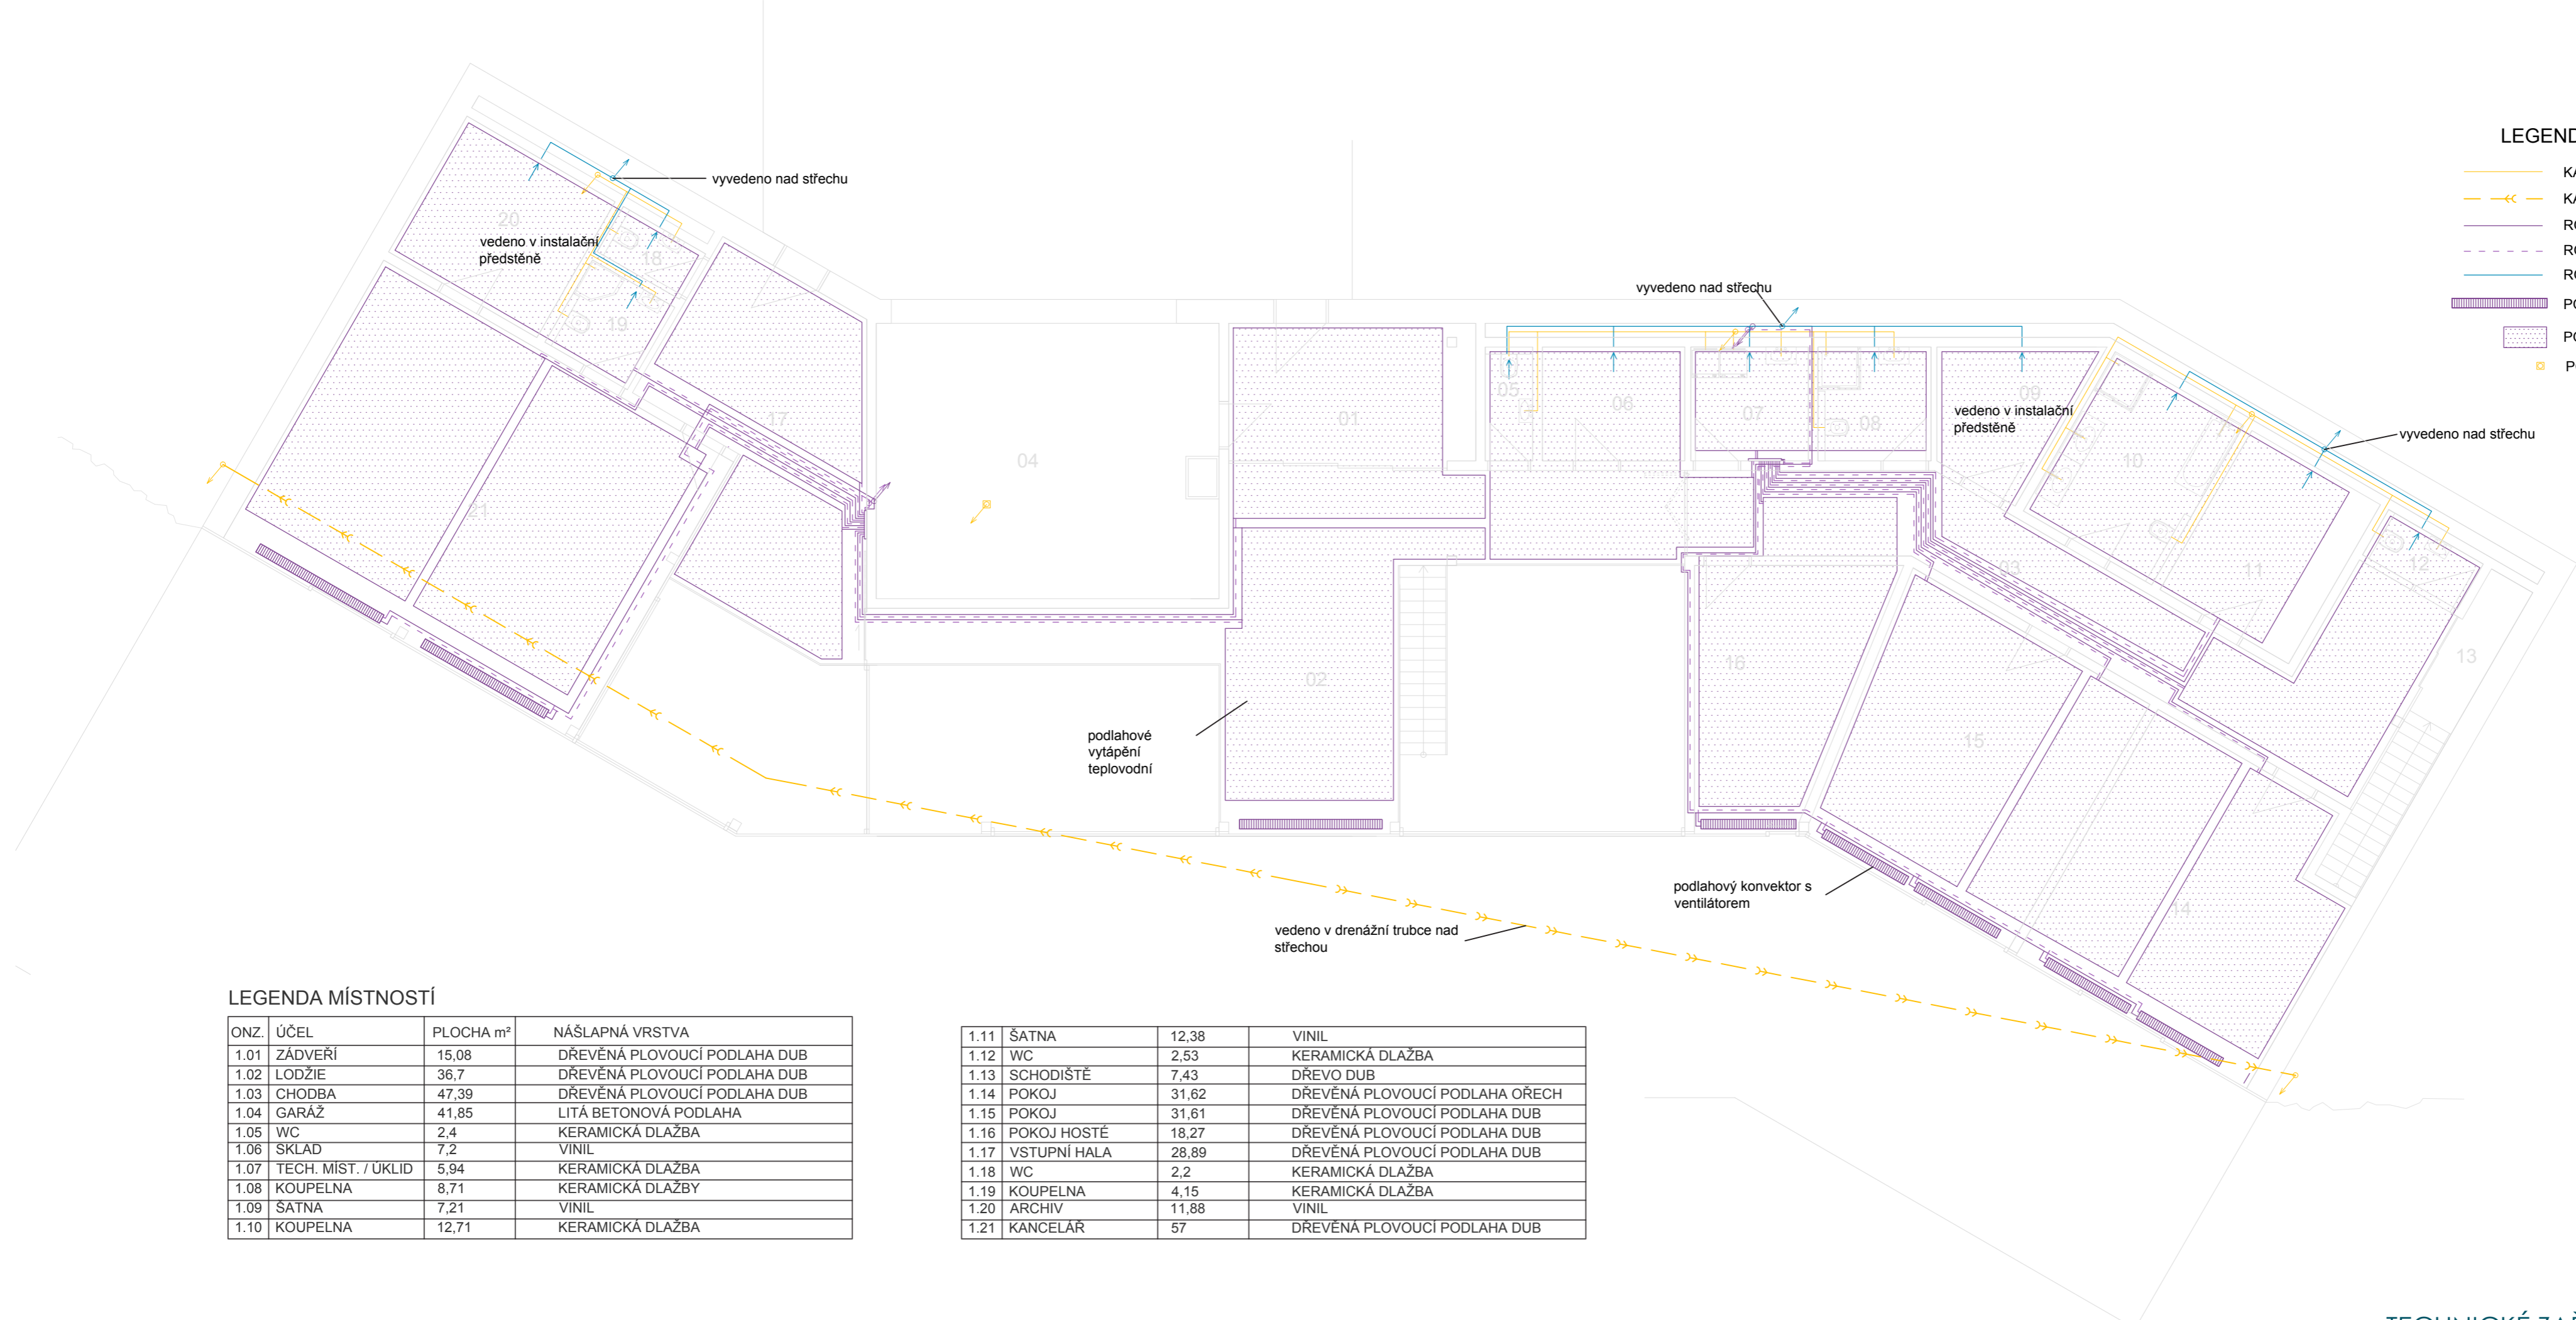 LEGEND
KA
KA
RO
RO
RO
PO
PO
P
vyvedeno nad střechu
vedeno v instalační
předstěně
vyvedeno nad střechu
vedeno v instalační
předstěně
vyvedeno nad střechu
20
18
19
17
21
04
01
05
06
07
08
09
10
11
12
13
03
16
15
14
02
podlahové
vytápění
teplovodní
podlahový konvektor s
ventilátorem
vedeno v drenážní trubce nad
střechou
LEGENDA MÍSTNOSTÍ
ONZ. ÚČEL PLOCHA m² NÁŠLAPNÁ VRSTVA
1.01 ZÁDVEŘÍ 15,08 DŘEVĚNÁ PLOVOUCÍ PODLAHA DUB
1.02 LODŽIE 36,7 DŘEVĚNÁ PLOVOUCÍ PODLAHA DUB
1.03 CHODBA 47,39 DŘEVĚNÁ PLOVOUCÍ PODLAHA DUB
1.04 GARÁŽ 41,85 LITÁ BETONOVÁ PODLAHA
1.05 WC 2,4 KERAMICKÁ DLAŽBA
1.06 SKLAD 7,2 VINIL
1.07 TECH. MÍST. / ÚKLID 5,94 KERAMICKÁ DLAŽBA
1.08 KOUPELNA 8,71 KERAMICKÁ DLAŽBY
1.09 ŠATNA 7,21 VINIL
1.10 KOUPELNA 12,71 KERAMICKÁ DLAŽBA
1.11 ŠATNA 12,38 VINIL
1.12 WC 2,53 KERAMICKÁ DLAŽBA
1.13 SCHODIŠTĚ 7,43 DŘEVO DUB
1.14 POKOJ 31,62 DŘEVĚNÁ PLOVOUCÍ PODLAHA OŘECH
1.15 POKOJ 31,61 DŘEVĚNÁ PLOVOUCÍ PODLAHA DUB
1.16 POKOJ HOSTÉ 18,27 DŘEVĚNÁ PLOVOUCÍ PODLAHA DUB
1.17 VSTUPNÍ HALA 28,89 DŘEVĚNÁ PLOVOUCÍ PODLAHA DUB
1.18 WC 2,2 KERAMICKÁ DLAŽBA
1.19 KOUPELNA 4,15 KERAMICKÁ DLAŽBA
1.20 ARCHIV 11,88 VINIL
1.21 KANCELÁŘ 57 DŘEVĚNÁ PLOVOUCÍ PODLAHA DUB